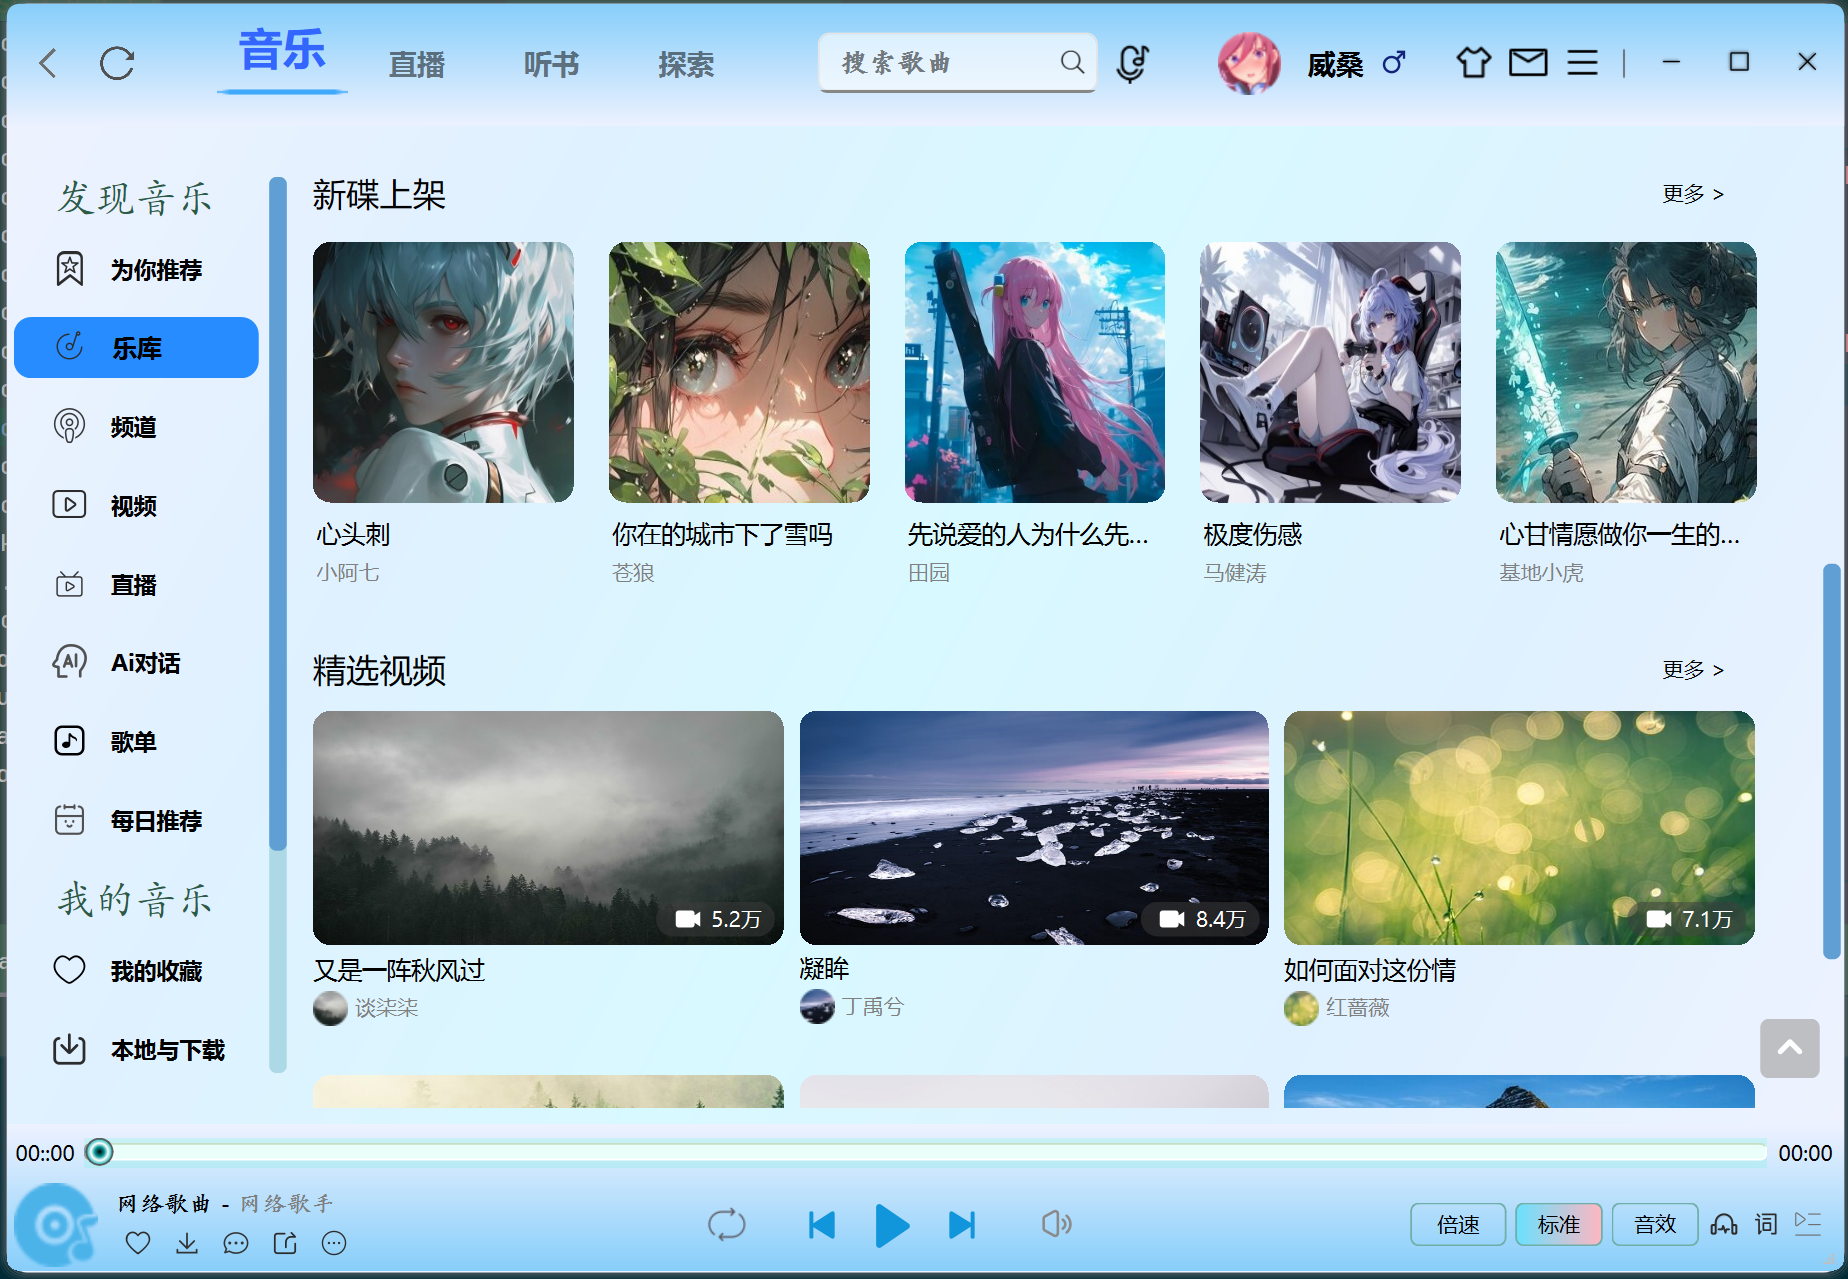 音乐
直播
听书
探索
搜索歌曲
威桑
发现音乐
为你推荐
乐库
频道
视频
直播
Ai对话
歌单
每日推荐
我的音乐
我的收藏
本地与下载
新碟上架
更多 >
心头刺
小阿七
你在的城市下了雪吗
苍狼
先说爱的人为什么先...
田园
极度伤感
马健涛
心甘情愿做你一生的...
基地小虎
精选视频
更多 >
5.2万
8.4万
7.1万
又是一阵秋风过
谈柒柒
凝眸
丁禹兮
如何面对这份情
红蔷薇
00::00
00:00
网络歌曲 - 网络歌手
倍速
标准
音效
词